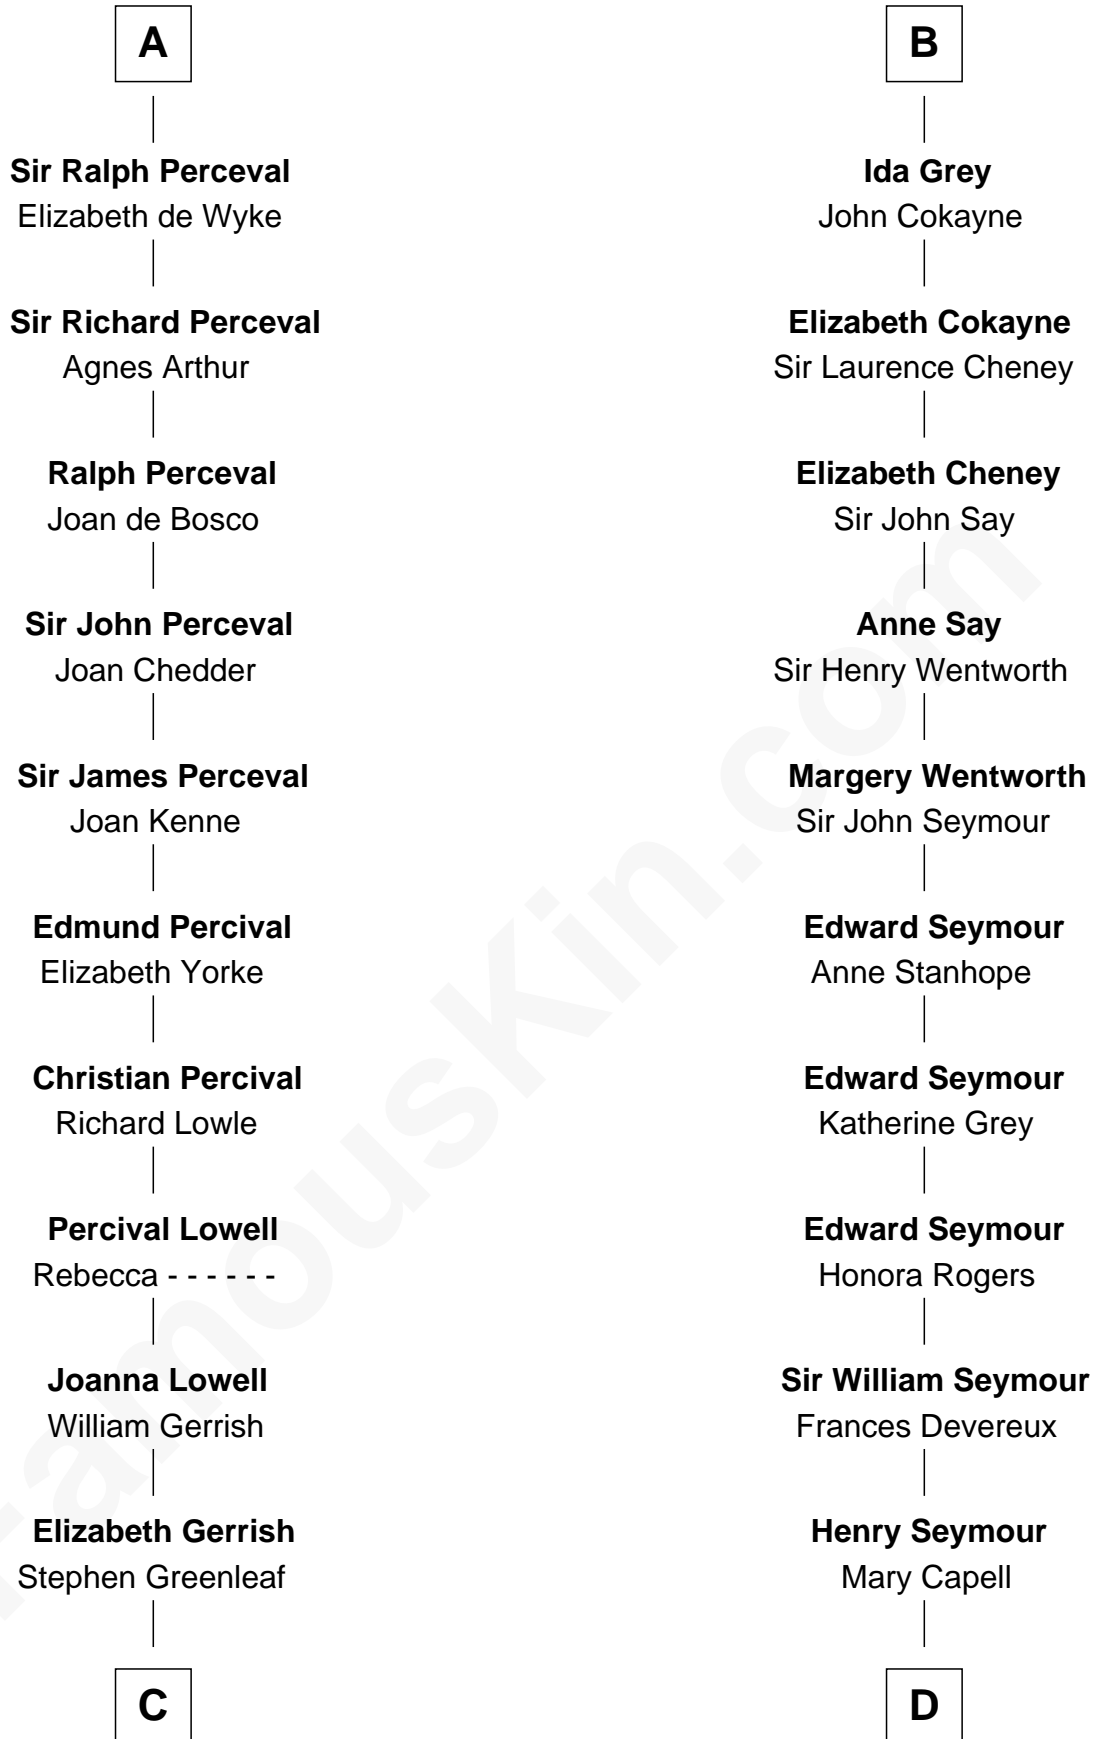 A
Sir Ralph Perceval
Elizabeth de Wyke
Sir Richard Perceval
Agnes Arthur
Ralph Perceval
Joan de Bosco
Sir John Perceval
Joan Chedder
Sir James Perceval
Joan Kenne
Edmund Percival
Elizabeth Yorke
Christian Percival
Richard Lowle
Percival Lowell
Rebecca - - - - - -
Joanna Lowell
William Gerrish
Elizabeth Gerrish
Stephen Greenleaf
C
B
Ida Grey
John Cokayne
Elizabeth Cokayne
Sir Laurence Cheney
Elizabeth Cheney
Sir John Say
Anne Say
Sir Henry Wentworth
Margery Wentworth
Sir John Seymour
Edward Seymour
Anne Stanhope
Edward Seymour
Katherine Grey
Edward Seymour
Honora Rogers
Sir William Seymour
Frances Devereux
Henry Seymour
Mary Capell
D
FamousKin.com